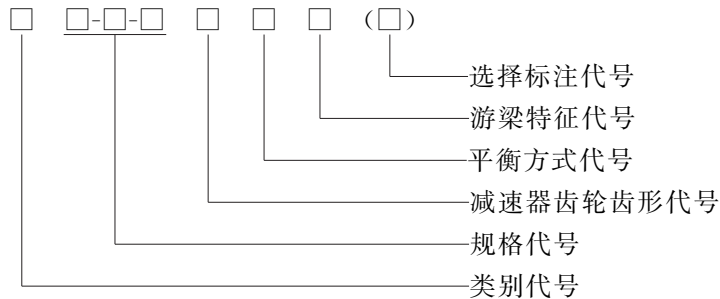 □ □-□-□ □ □ □ (□)
选择标注代号
游梁特征代号
平衡方式代号
减速器齿轮齿形代号
规格代号
类别代号